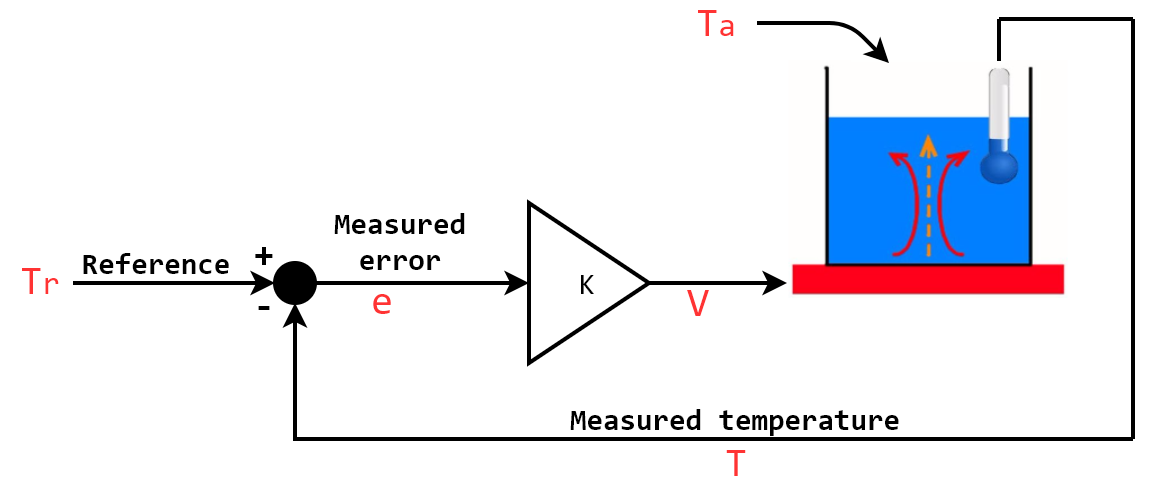 Ta
Measured
error
+
Reference
Tr
-
e
K
V
Measured temperature
T